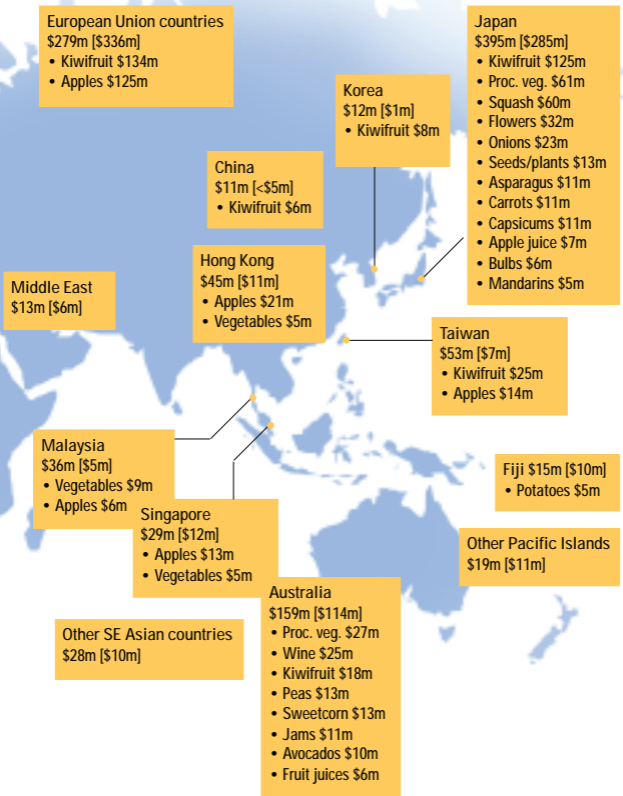 European Union countries
$279m [$336m]
• Kiwifruit $134m
• Apples $125m
Japan
$395m [$285m]
• Kiwifruit $125m
• Proc. veg. $61m
• Squash $60m
• Flowers $32m
• Onions $23m
• Seeds/plants $13m
• Asparagus $11m
• Carrots $11m
• Capsicums $11m
• Apple juice $7m
• Bulbs $6m
• Mandarins $5m
Korea
$12m [$1m]
• Kiwifruit $8m
China
$11m [<$5m]
• Kiwifruit $6m
Hong Kong
$45m [$11m]
• Apples $21m
• Vegetables $5m
Middle East
$13m [$6m]
Taiwan
$53m [$7m]
• Kiwifruit $25m
• Apples $14m
Malaysia
$36m [$5m]
• Vegetables $9m
• Apples $6m
Singapore
$29m [$12m]
• Apples $13m
• Vegetables $5m
Fiji $15m [$10m]
• Potatoes $5m
Other Pacific Islands
$19m [$11m]
Other SE Asian countries
$28m [$10m]
Australia
$159m [$114m]
• Proc. veg. $27m
• Wine $25m
• Kiwifruit $18m
• Peas $13m
• Sweetcorn $13m
• Jams $11m
• Avocados $10m
• Fruit juices $6m